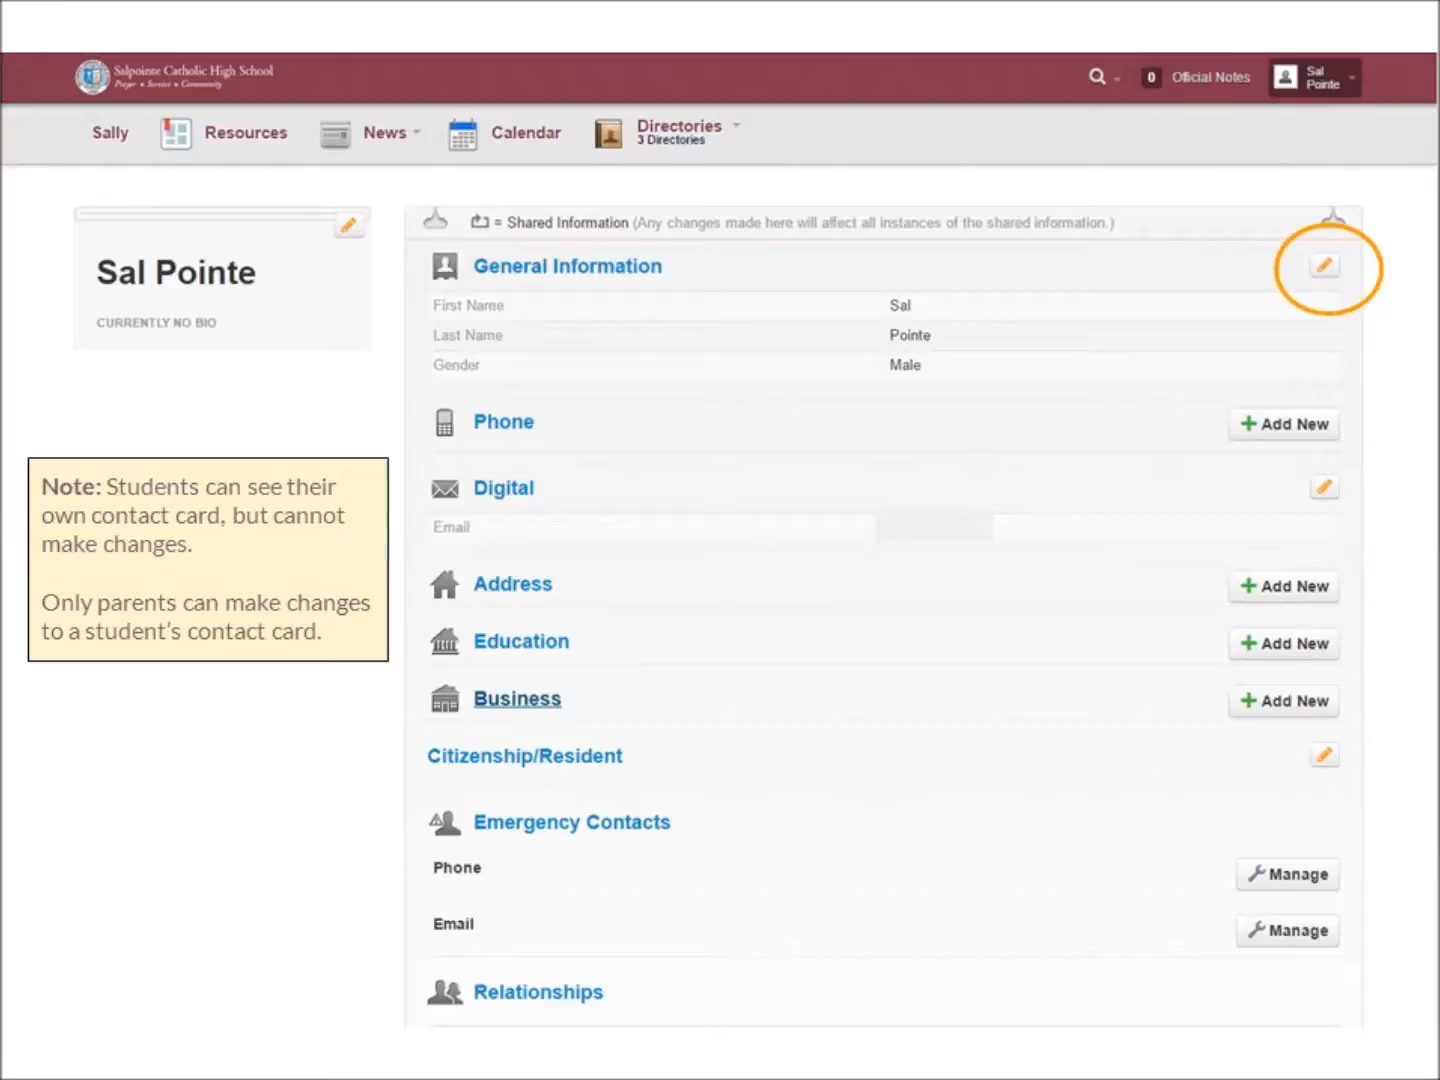 Salpointe Catholic High School
Prayer • Service • Community
0 Official Notes
Sal
Pointe
Sally
Resources
News
Calendar
Directories
3 Directories
= Shared Information (Any changes made here will affect all instances of the shared information.)
Sal Pointe
CURRENTLY NO BIO
General Information
First Name Sal
Last Name Pointe
Gender Male
Phone + Add New
Note: Students can see their
own contact card, but cannot
make changes.
Only parents can make changes
to a student's contact card.
Digital
Email
Address + Add New
Education + Add New
Business + Add New
Citizenship/Resident
Emergency Contacts
Phone Manage
Email Manage
Relationships